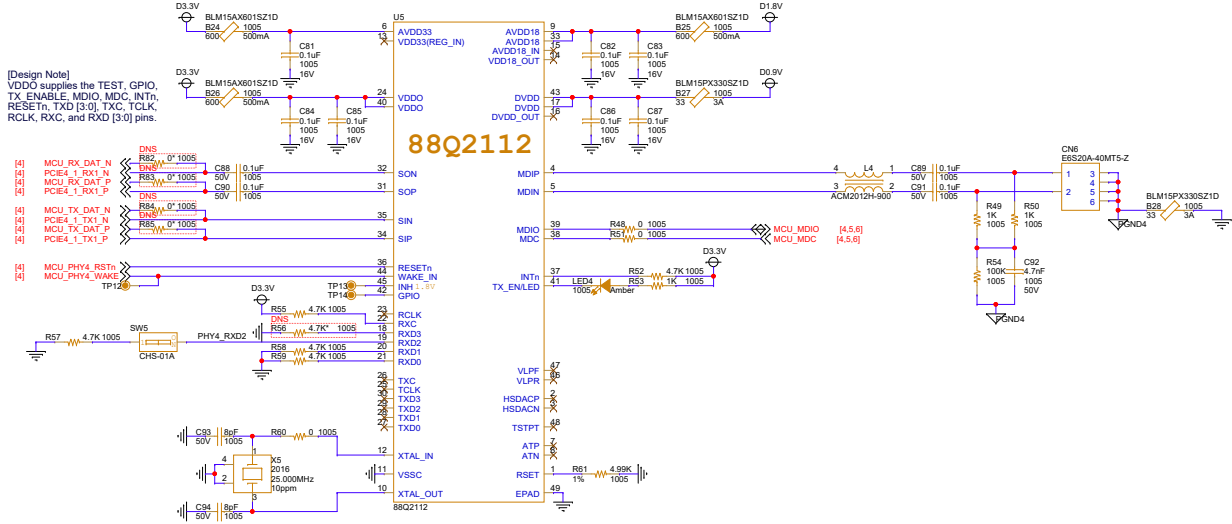 D3.3V
BLM15AX601SZ1D
B24 1005
600 500mA
C81
0.1uF
1005
16V
U5
6 AVDD33
13 VDD33(REG_IN)
AVDD18 9
AVDD18 33
AVDD18_IN 15
VDD18_OUT 14
C82
0.1uF
1005
16V
C83
0.1uF
1005
16V
BLM15AX601SZ1D
B25 1005
600 500mA
D1.8V
[Design Note]
VDDO supplies the TEST, GPIO,
TX_ENABLE, MDIO, MDC, INTn,
RESETn, TXD [3:0], TXC, TCLK,
RCLK, RXC, and RXD [3:0] pins.
D3.3V
BLM15AX601SZ1D
B26 1005
600 500mA
C84
0.1uF
1005
16V
C85
0.1uF
1005
16V
24 VDDO
40 VDDO
DVDD 43
DVDD 17
DVDD_OUT 16
C86
0.1uF
1005
16V
C87
0.1uF
1005
16V
BLM15PX330SZ1D
B27 1005
33 3A
D0.9V
88Q2112
DNS
[4] MCU_RX_DAT_N R82 0* 1005
DNS
[4] PCIE4_1_RX1_N
[4] MCU_RX_DAT_P R83 0* 1005
[4] PCIE4_1_RX1_P
C88 0.1uF
50V 1005
C90 0.1uF
50V 1005
32 SON
31 SOP
DNS
[4] MCU_TX_DAT_N R84 0* 1005
DNS
[4] PCIE4_1_TX1_N
[4] MCU_TX_DAT_P R85 0* 1005
[4] PCIE4_1_TX1_P
35 SIN
34 SIP
MDIP 4
MDIN 5
4 L4 1
3 2
ACM2012H-900
C89 0.1uF
50V 1005
C91 0.1uF
50V 1005
CN6
E6S20A-40MT5-Z
1 3
4
2 5
6
BLM15PX330SZ1D
B28 1005
33 3A
PGND4
R49
1K
1005
R50
1K
1005
R54
100K
1005
C92
4.7nF
1005
50V
PGND4
MDIO 39 R48 0 1005 MCU_MDIO [4,5,6]
MDC 38 R51 0 1005 MCU_MDC [4,5,6]
D3.3V
INTn 37 R52 4.7K 1005
TX_EN/LED 41 LED4 R53 1K 1005
1005 Amber
[4] MCU_PHY4_RSTn
[4] MCU_PHY4_WAKE
TP12
TP13
TP14
36 RESETn
44 WAKE_IN
45 INH 1.8V
42 GPIO
D3.3V
R55 4.7K 1005
DNS
R56 4.7K* 1005
23 RCLK
22 RXC
18 RXD3
19 RXD2
20 RXD1
21 RXD0
R57 4.7K 1005
SW5
CHS-01A
PHY4_RXD2
R58 4.7K 1005
R59 4.7K 1005
26 TXC
25 TCLK
30 TXD3
29 TXD2
28 TXD1
27 TXD0
VLPF 47
VLPR 46
HSDACP 2
HSDACN 3
TSTPT 48
ATP 7
ATN 8
C93 8pF
50V 1005
R60 0 1005
12 XTAL_IN
1
4
2
3
X5
2016
25.000MHz
10ppm
11 VSSC
10 XTAL_OUT
C94 8pF
50V 1005
RSET 1 R61 4.99K
1% 1005
EPAD 49
88Q2112